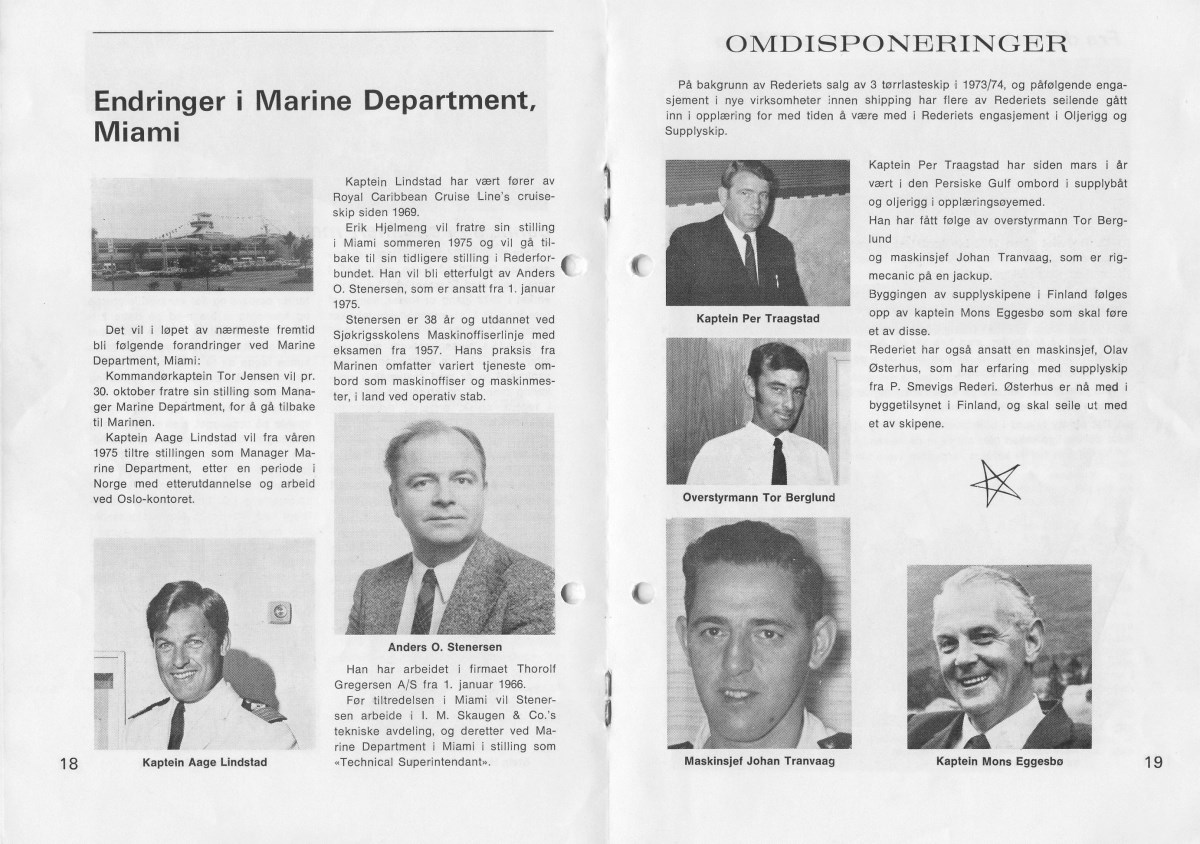 Endringer i Marine Department,
Miami
Det vil i løpet av nærmeste fremtid
bli følgende forandringer ved Marine
Department, Miami:
Kommandørkaptein Tor Jensen vil pr.
30. oktober fratre sin stilling som Mana-
ger Marine Department, for å gå tilbake
til Marinen.
Kaptein Aage Lindstad vil fra våren
1975 tiltre stillingen som Manager Ma-
rine Department, etter en periode i
Norge med etterutdannelse og arbeid
ved Oslo-kontoret.
Kaptein Aage Lindstad
18
Kaptein Lindstad har vært fører av
Royal Caribbean Cruise Line's cruise-
skip siden 1969.
Erik Hjelmeng vil fratre sin stilling
i Miami sommeren 1975 og vil gå til-
bake til sin tidligere stilling i Rederfor-
bundet. Han vil bli etterfulgt av Anders
O. Stenersen, som er ansatt fra 1. januar
1975.
Stenersen er 38 år og utdannet ved
Sjøkrigsskolens Maskinoffiserlinje med
eksamen fra 1957. Hans praksis fra
Marinen omfatter variert tjeneste om-
bord som maskinoffiser og maskinmes-
ter, i land ved operativ stab.
Anders O. Stenersen
Han har arbeidet i firmaet Thorolf
Gregersen A/S fra 1. januar 1966.
Før tiltredelsen i Miami vil Stener-
sen arbeide i I. M. Skaugen & Co.'s
tekniske avdeling, og deretter ved Ma-
rine Department i Miami i stilling som
«Technical Superintendant».
OMDISPONERINGER
På bakgrunn av Rederiets salg av 3 tørrlasteskip i 1973/74, og påfølgende enga-
sjement i nye virksomheter innen shipping har flere av Rederiets seilende gått
inn i opplæring for med tiden å være med i Rederiets engasjement i Oljerigg og
Supplyskip.
Kaptein Per Traagstad
Overstyrmann Tor Berglund
Maskinsjef Johan Tranvaag
Kaptein Per Traagstad har siden mars i år
vært i den Persiske Gulf ombord i supplybåt
og oljerigg i opplæringsøyemed.
Han har fått følge av overstyrmann Tor Berg-
lund
og maskinsjef Johan Tranvaag, som er rig-
mecanic på en jackup.
Byggingen av supplyskipene i Finland følges
opp av kaptein Mons Eggesbø som skal føre
et av disse.
Rederiet har også ansatt en maskinsjef, Olav
Østerhus, som har erfaring med supplyskip
fra P. Smevigs Rederi. Østerhus er nå med i
byggetilsynet i Finland, og skal seile ut med
et av skipene.
Kaptein Mons Eggesbø
19